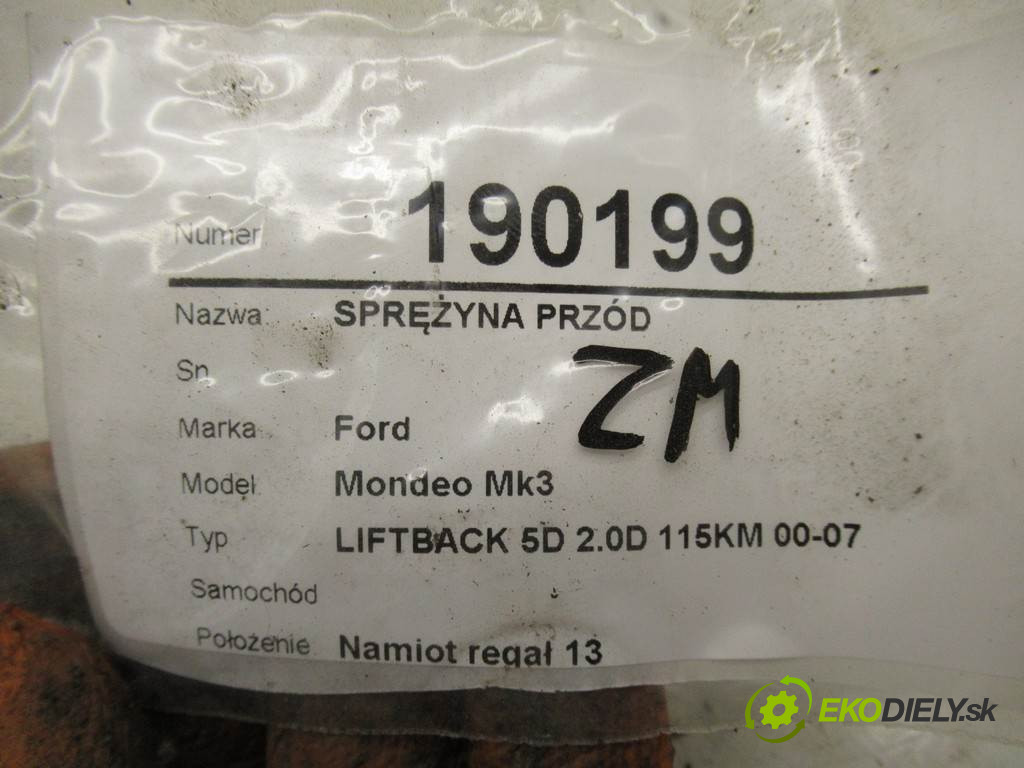 Numer 190199
Nazwa: SPRĘŻYNA PRZÓD
Sn
ZM
Marka Ford
Model Mondeo Mk3
Typ LIFTBACK 5D 2.0D 115KM 00-07
Samochód
Położenie Namiot regał 13
EKODIELY.sk